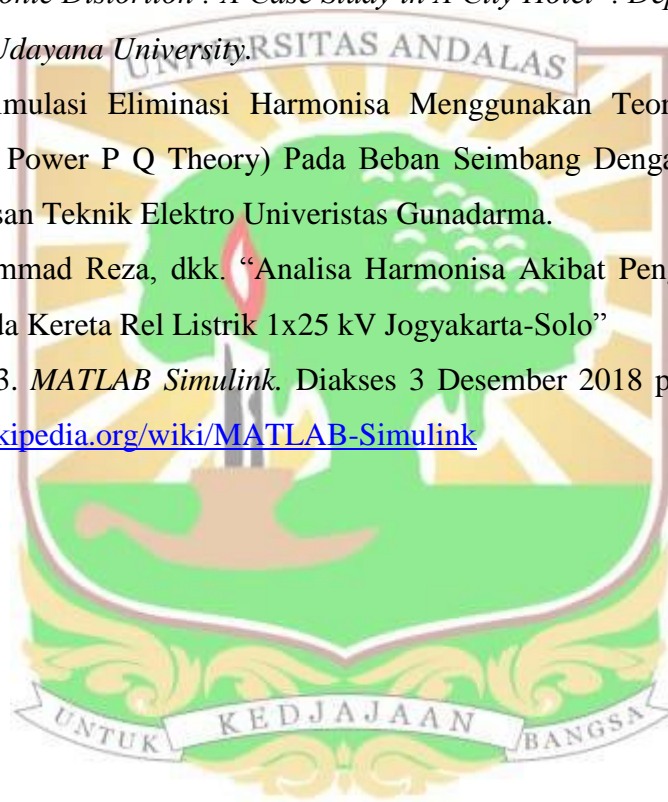 onic Distortion : A Case Study in X City Hotel". Dep
Udayana University.
UNIVERSITAS ANDALAS
mulasi Eliminasi Harmonisa Menggunakan Teor
Power P Q Theory) Pada Beban Seimbang Denga
san Teknik Elektro Univeristas Gunadarma.
mmad Reza, dkk. “Analisa Harmonisa Akibat Pen
da Kereta Rel Listrik 1x25 kV Jogyakarta-Solo”
3. MATLAB Simulink. Diakses 3 Desember 2018 p
kipedia.org/wiki/MATLAB-Simulink
UNTUK KEDJAJAAN BANGSA